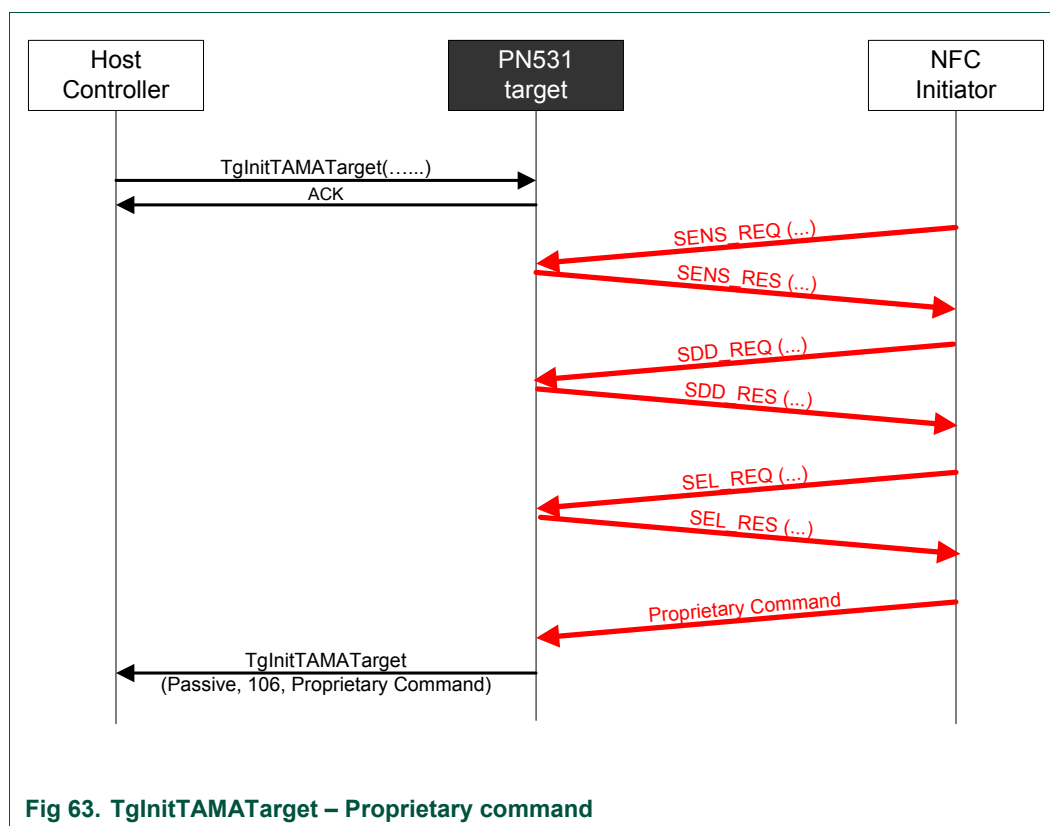 Host
Controller
PN531
target
NFC
Initiator
TgInitTAMATarget(…...)
ACK
SENS_REQ (...)
SENS_RES (...)
SDD_REQ (...)
SDD_RES (...)
SEL_REQ (...)
SEL_RES (...)
Proprietary Command
TgInitTAMATarget
(Passive, 106, Proprietary Command)
Fig 63. TgInitTAMATarget – Proprietary command